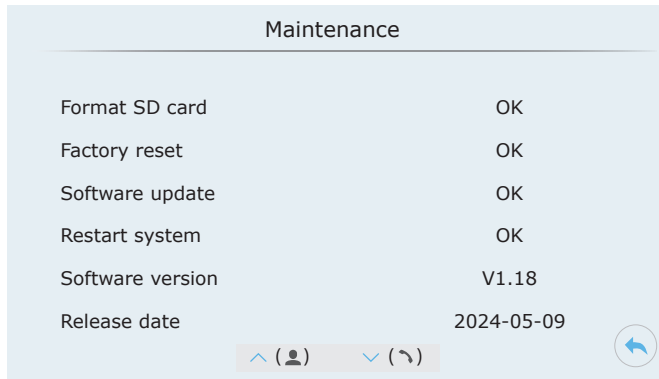 Maintenance
Format SD card OK
Factory reset OK
Software update OK
Restart system OK
Software version V1.18
Release date 2024-05-09
( ) ( )